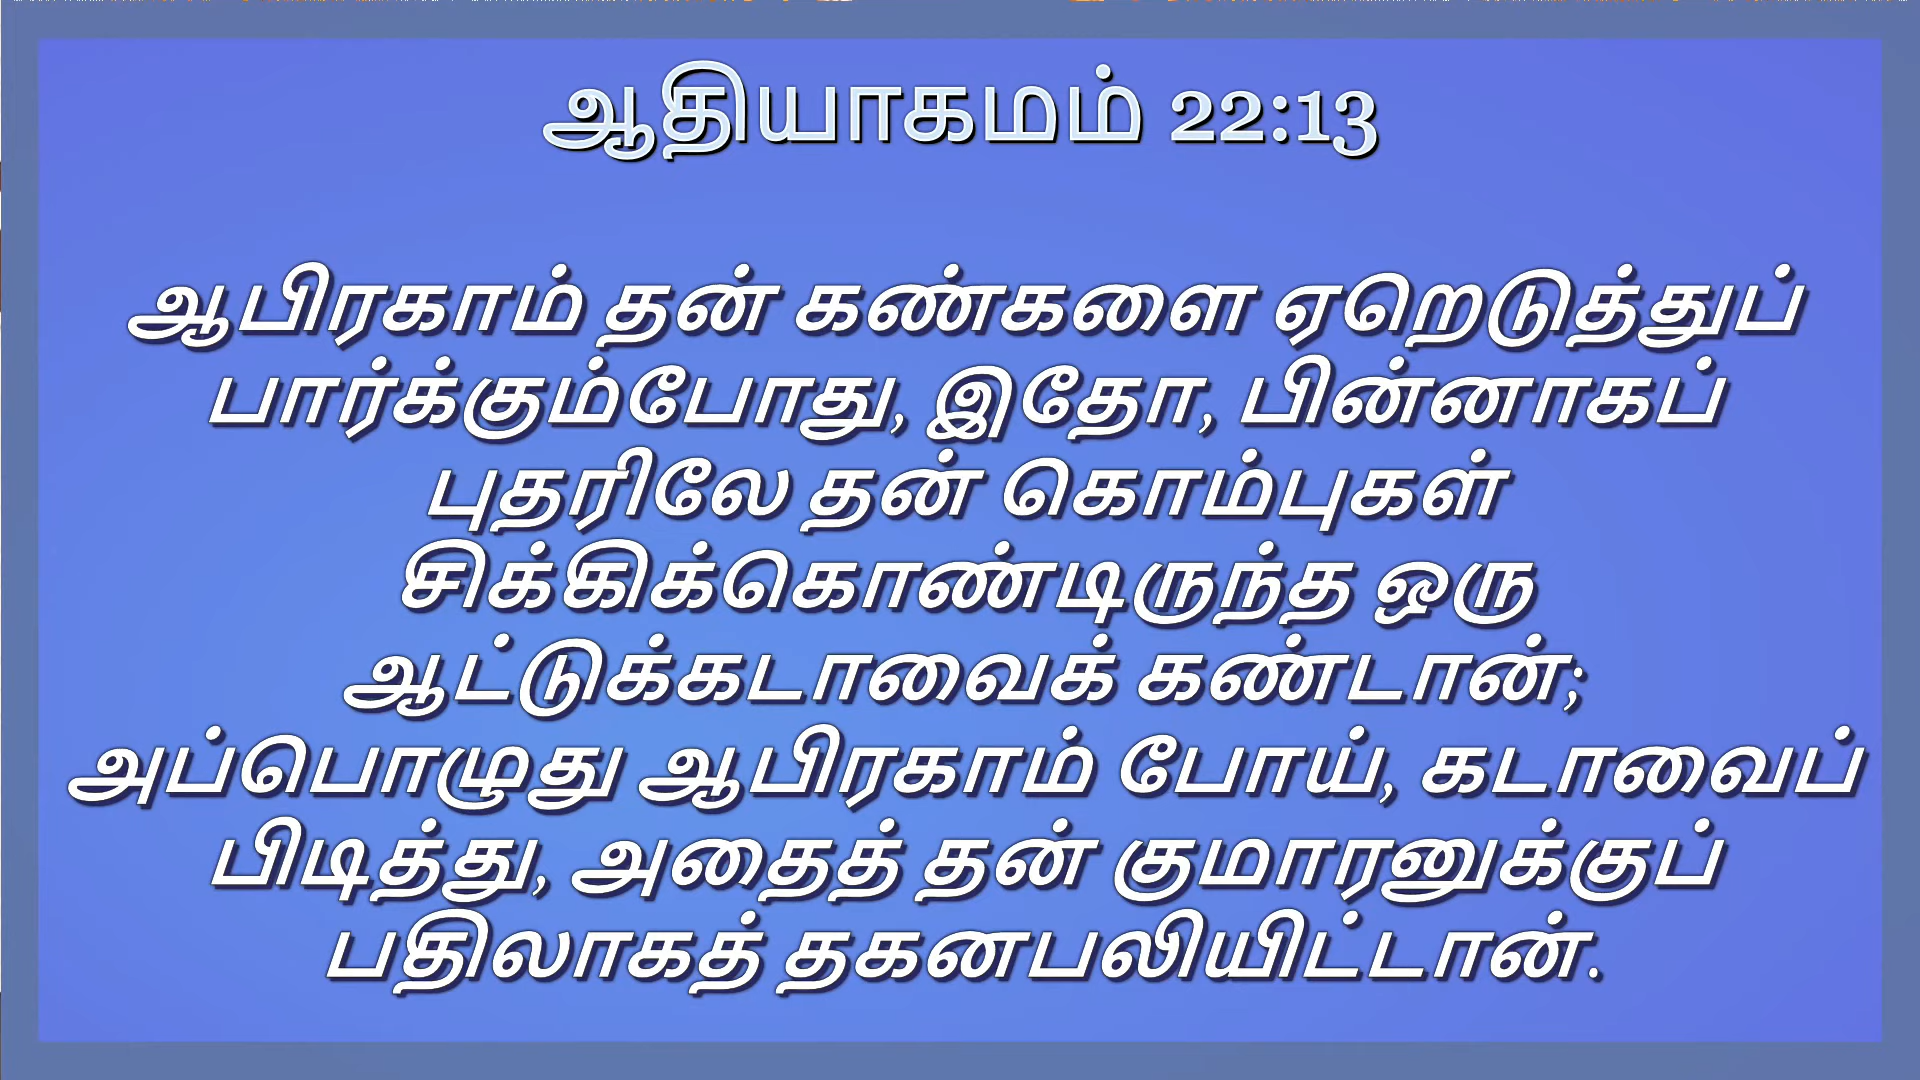 ஆதியாகமம் 22:13
ஆபிரகாம் தன் கண்களை ஏறெடுத்துப்
பார்க்கும்போது, இதோ, பின்னாகப்
புதரிலே தன் கொம்புகள்
சிக்கிக்கொண்டிருந்த ஒரு
ஆட்டுக்கடாவைக் கண்டான்;
அப்பொழுது ஆபிரகாம் போய், கடாவைப்
பிடித்து, அதைத் தன் குமாரனுக்குப்
பதிலாகத் தகனபலியிட்டான்.